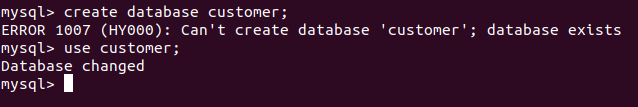 mysql> create database customer;
ERROR 1007 (HY000): Can't create database 'customer'; database exists
mysql> use customer;
Database changed
mysql>